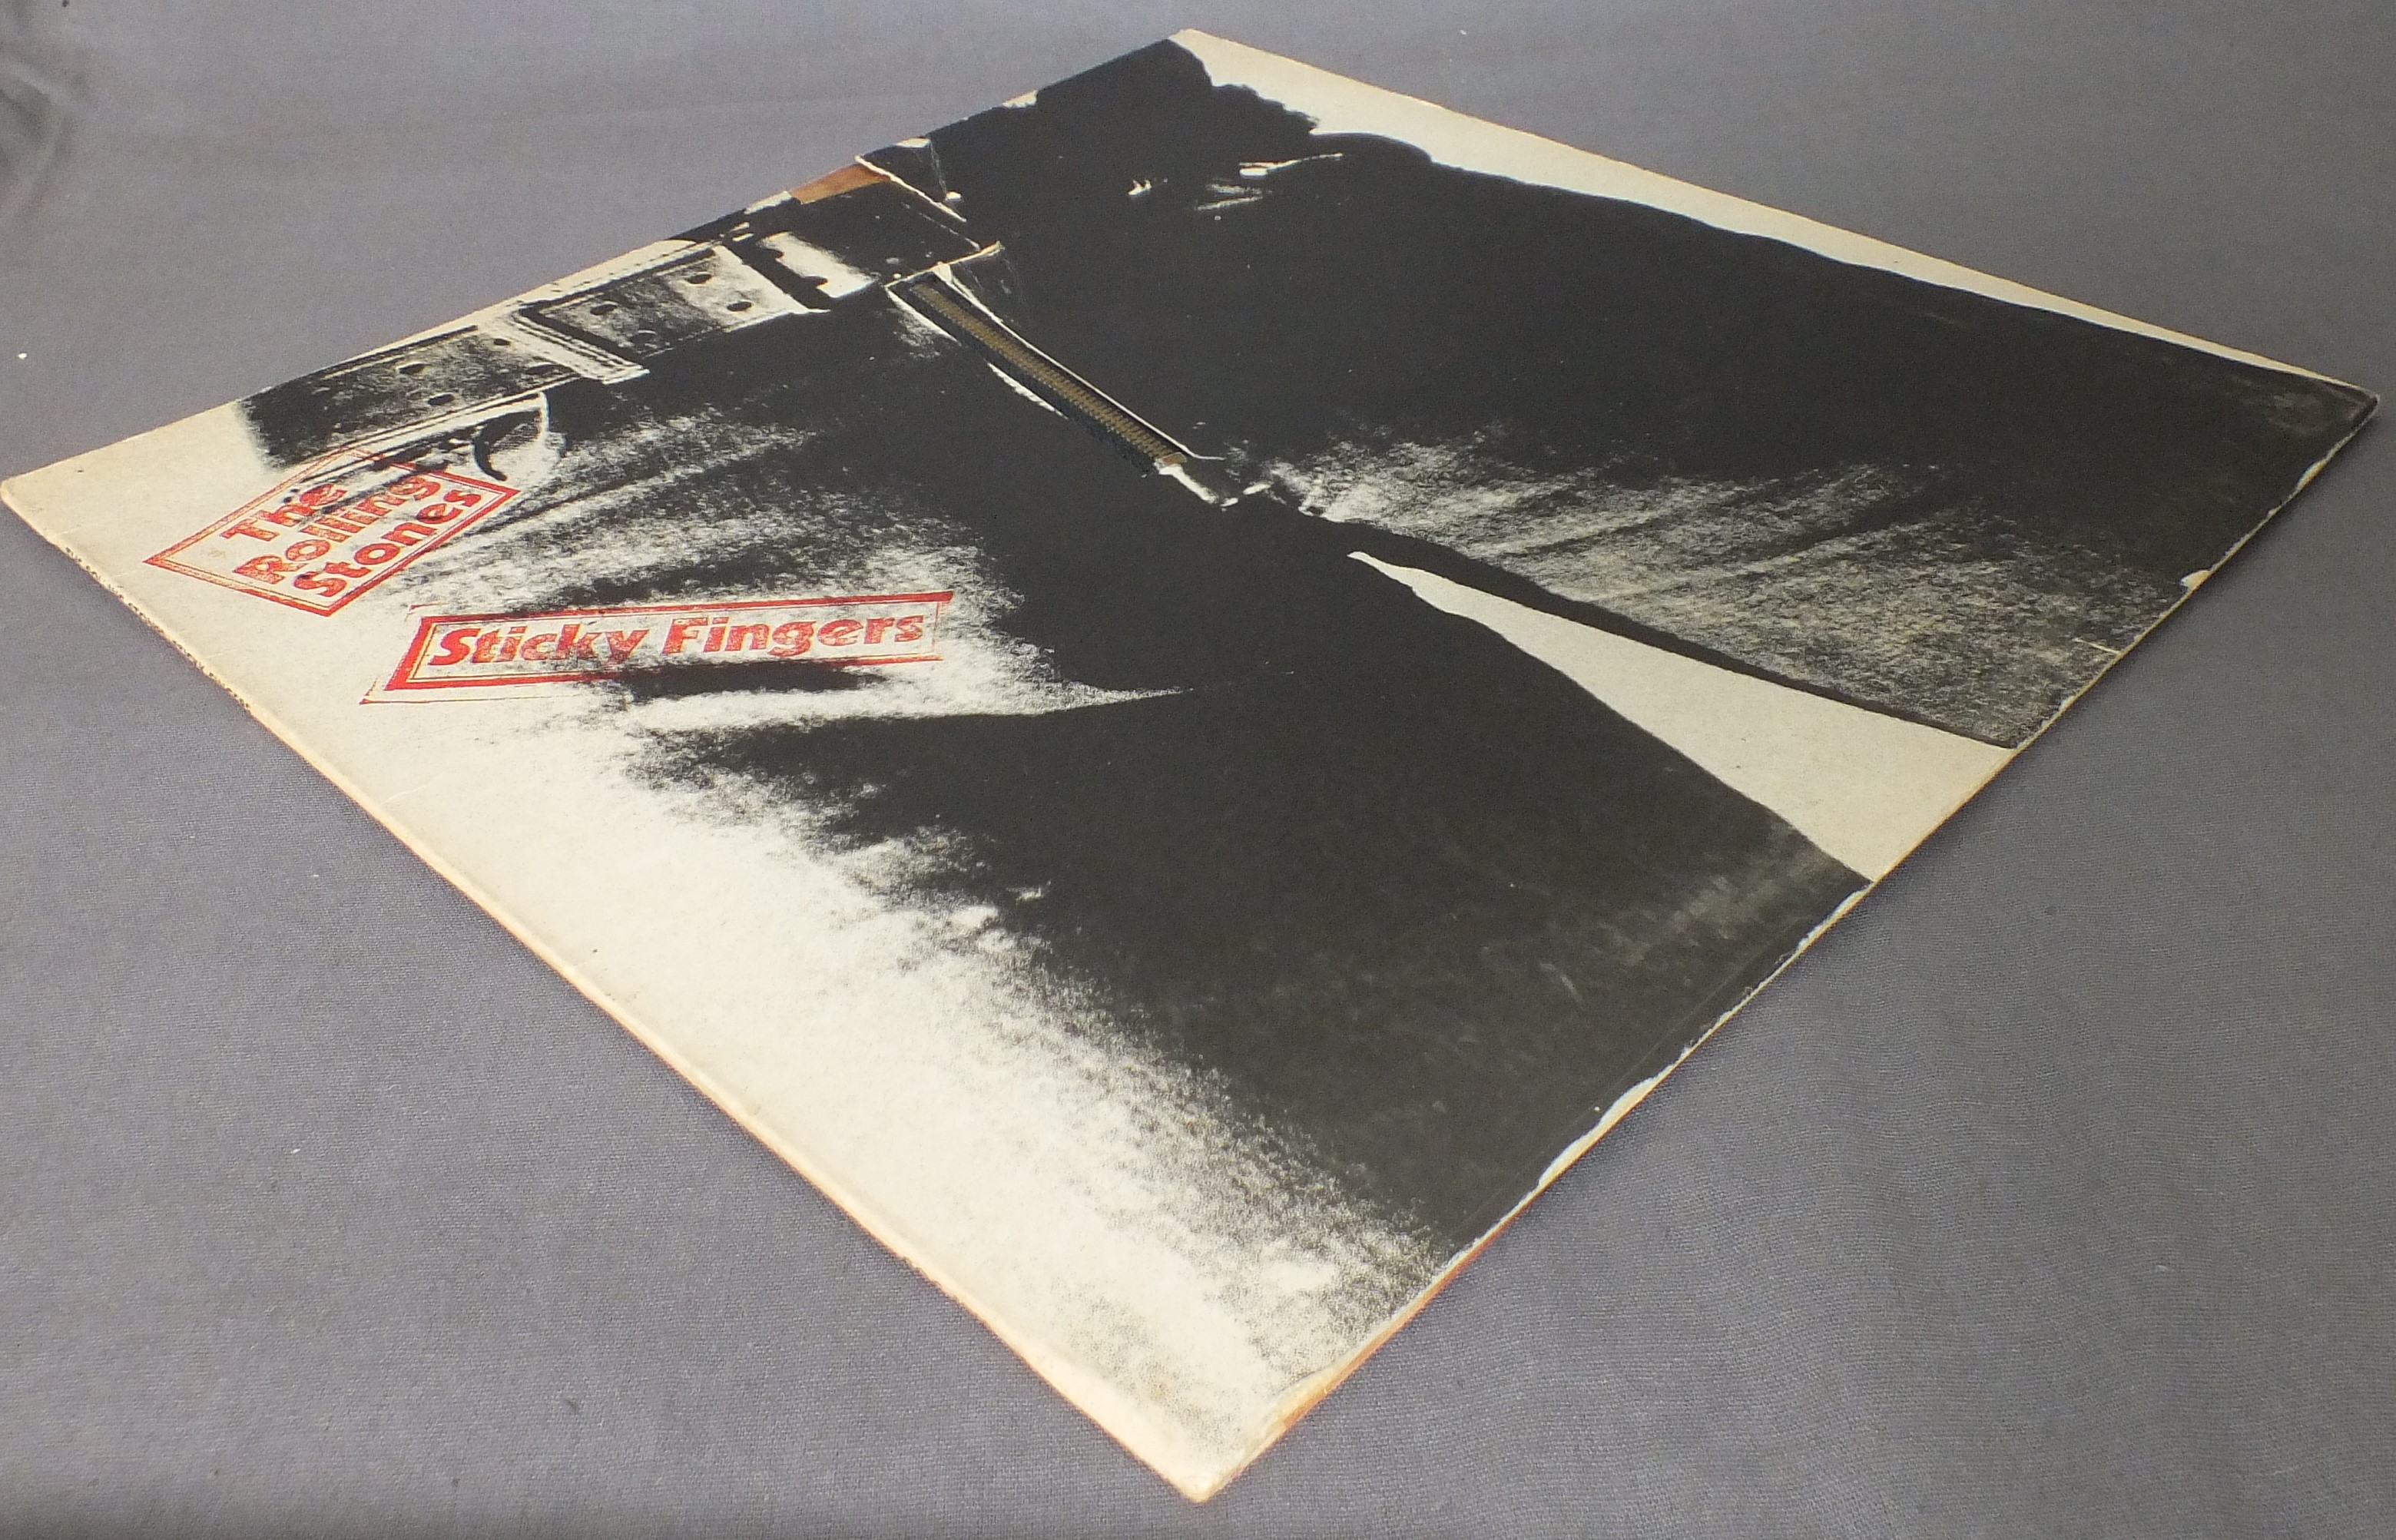 The
Rolling
Stones
Sticky Fingers